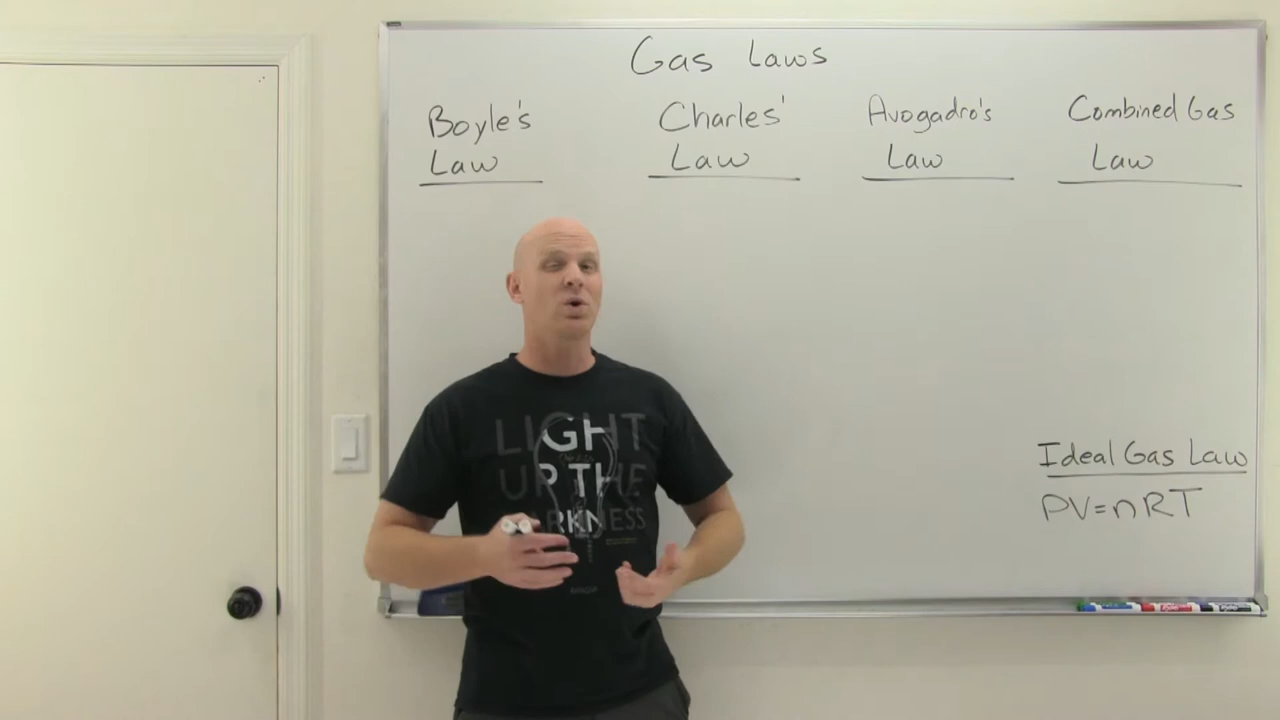 Gas Laws
Boyle's
Law
Charles'
Law
Avogadro's
Law
Combined Gas
Law
Ideal Gas Law
PV=nRT
LIGHT
UP THE
DARKNESS